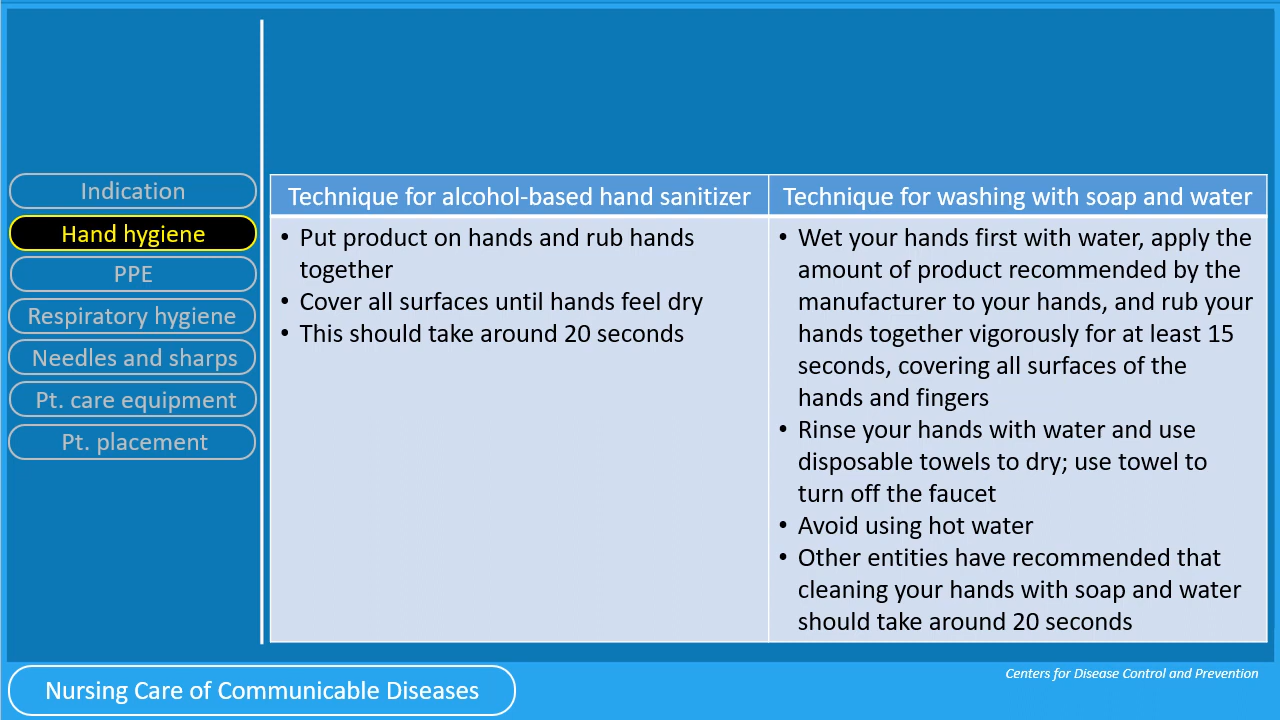 Indication
Hand hygiene
PPE
Respiratory hygiene
Needles and sharps
Pt. care equipment
Pt. placement
Technique for alcohol-based hand sanitizer
• Put product on hands and rub hands
together
• Cover all surfaces until hands feel dry
• This should take around 20 seconds
Technique for washing with soap and water
• Wet your hands first with water, apply the
amount of product recommended by the
manufacturer to your hands, and rub your
hands together vigorously for at least 15
seconds, covering all surfaces of the
hands and fingers
• Rinse your hands with water and use
disposable towels to dry; use towel to
turn off the faucet
• Avoid using hot water
• Other entities have recommended that
cleaning your hands with soap and water
should take around 20 seconds
Centers for Disease Control and Prevention
Nursing Care of Communicable Diseases